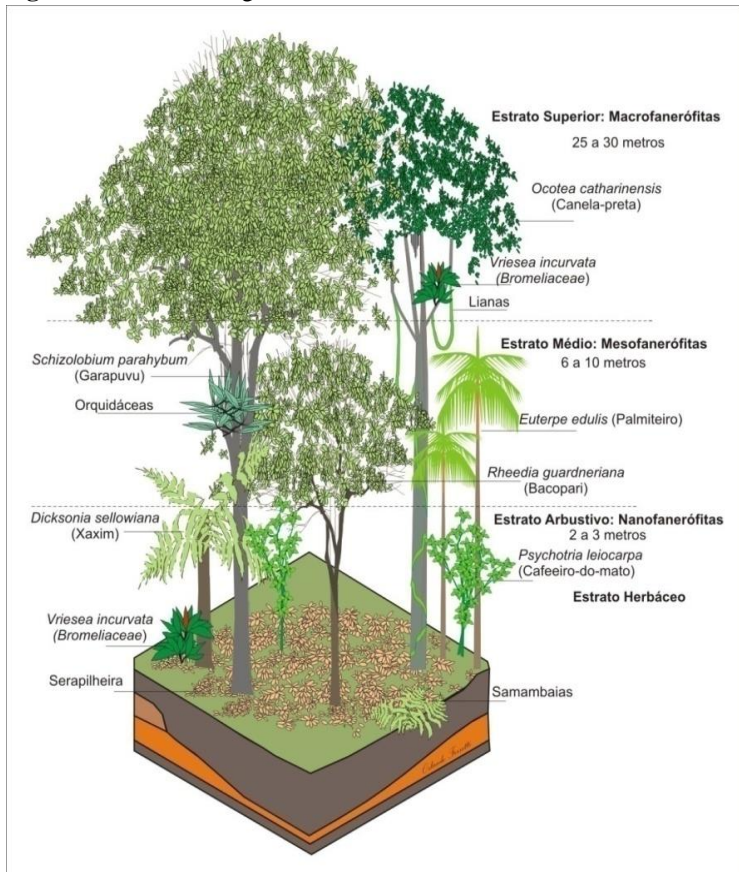 Estrato Superior: Macrofanerófitas
25 a 30 metros
Ocotea catharinensis
(Canela-preta)
Vriesea incurvata
(Bromeliaceae)
Lianas
Estrato Médio: Mesofanerófitas
6 a 10 metros
Schizolobium parahybum
(Garapuvu)
Orquidáceas
Euterpe edulis (Palmiteiro)
Rheedia guardneriana
(Bacopari)
Dicksonia sellowiana
(Xaxim)
Estrato Arbustivo: Nanofanerófitas
2 a 3 metros
Psychotria leiocarpa
(Cafeeiro-do-mato)
Estrato Herbáceo
Vriesea incurvata
(Bromeliaceae)
Serapilheira
Samambaias